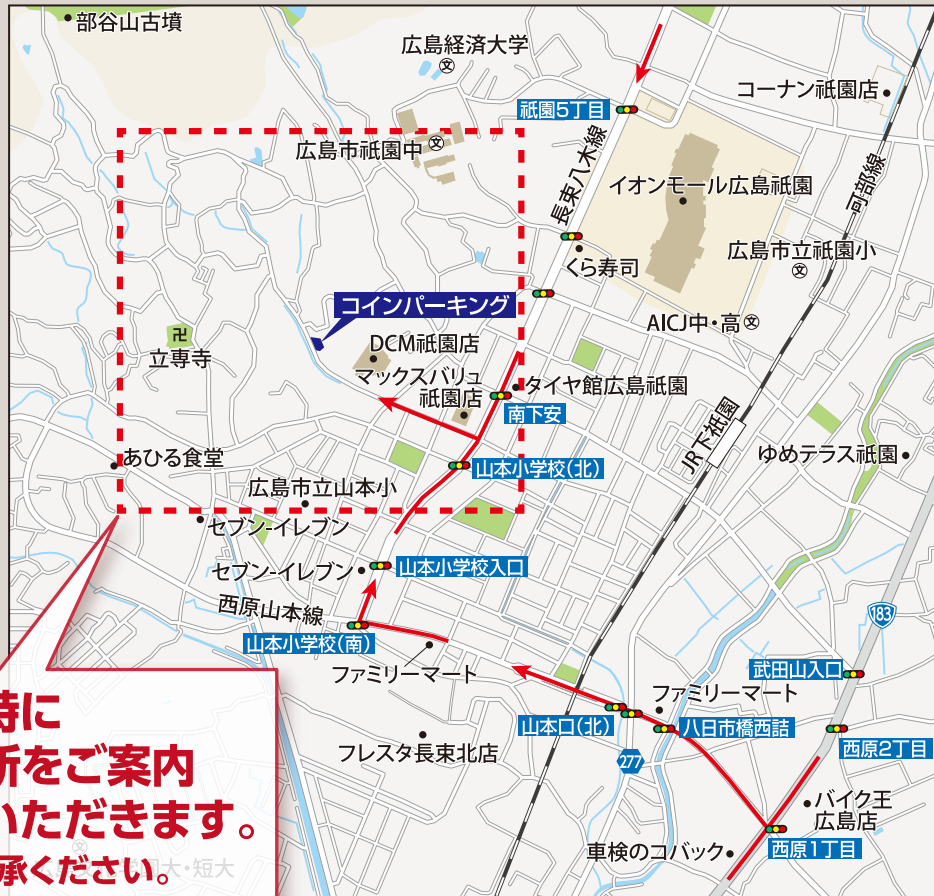 部谷山古墳
広島経済大学
コーナン祇園店
祇園5丁目
広島市祇園中
長束八木線
イオンモール広島祇園
可部線
広島市立祇園小
くら寿司
コインパーキング
AICJ中・高
DCM祇園店
立専寺
マックスバリュ
祇園店
タイヤ館広島祇園
南下安
JR下祇園
ゆめテラス祇園
あひる食堂
山本小学校(北)
広島市立山本小
セブン-イレブン
セブン-イレブン
山本小学校入口
西原山本線
183
山本小学校(南)
ファミリーマート
武田山入口
ファミリーマート
山本口(北)
八日市橋西詰
西原2丁目
フレスタ長束北店
277
バイク王
広島店
西原1丁目
車検のコバック
時に
所をご案内
いただきます。
承ください。
大・短大